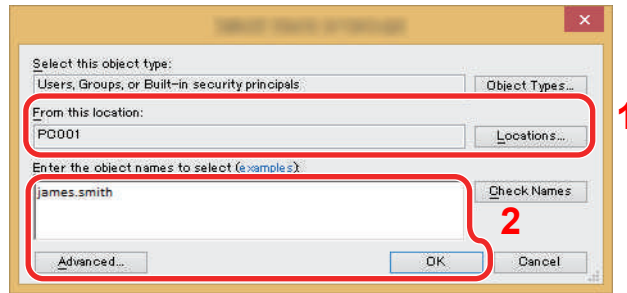 Select this object type:
Users, Groups, or Built-in security principals
Object Types...
From this location:
PC001
Locations...
1
Enter the object names to select (examples):
james.smith
Check Names
2
Advanced...
OK
Cancel